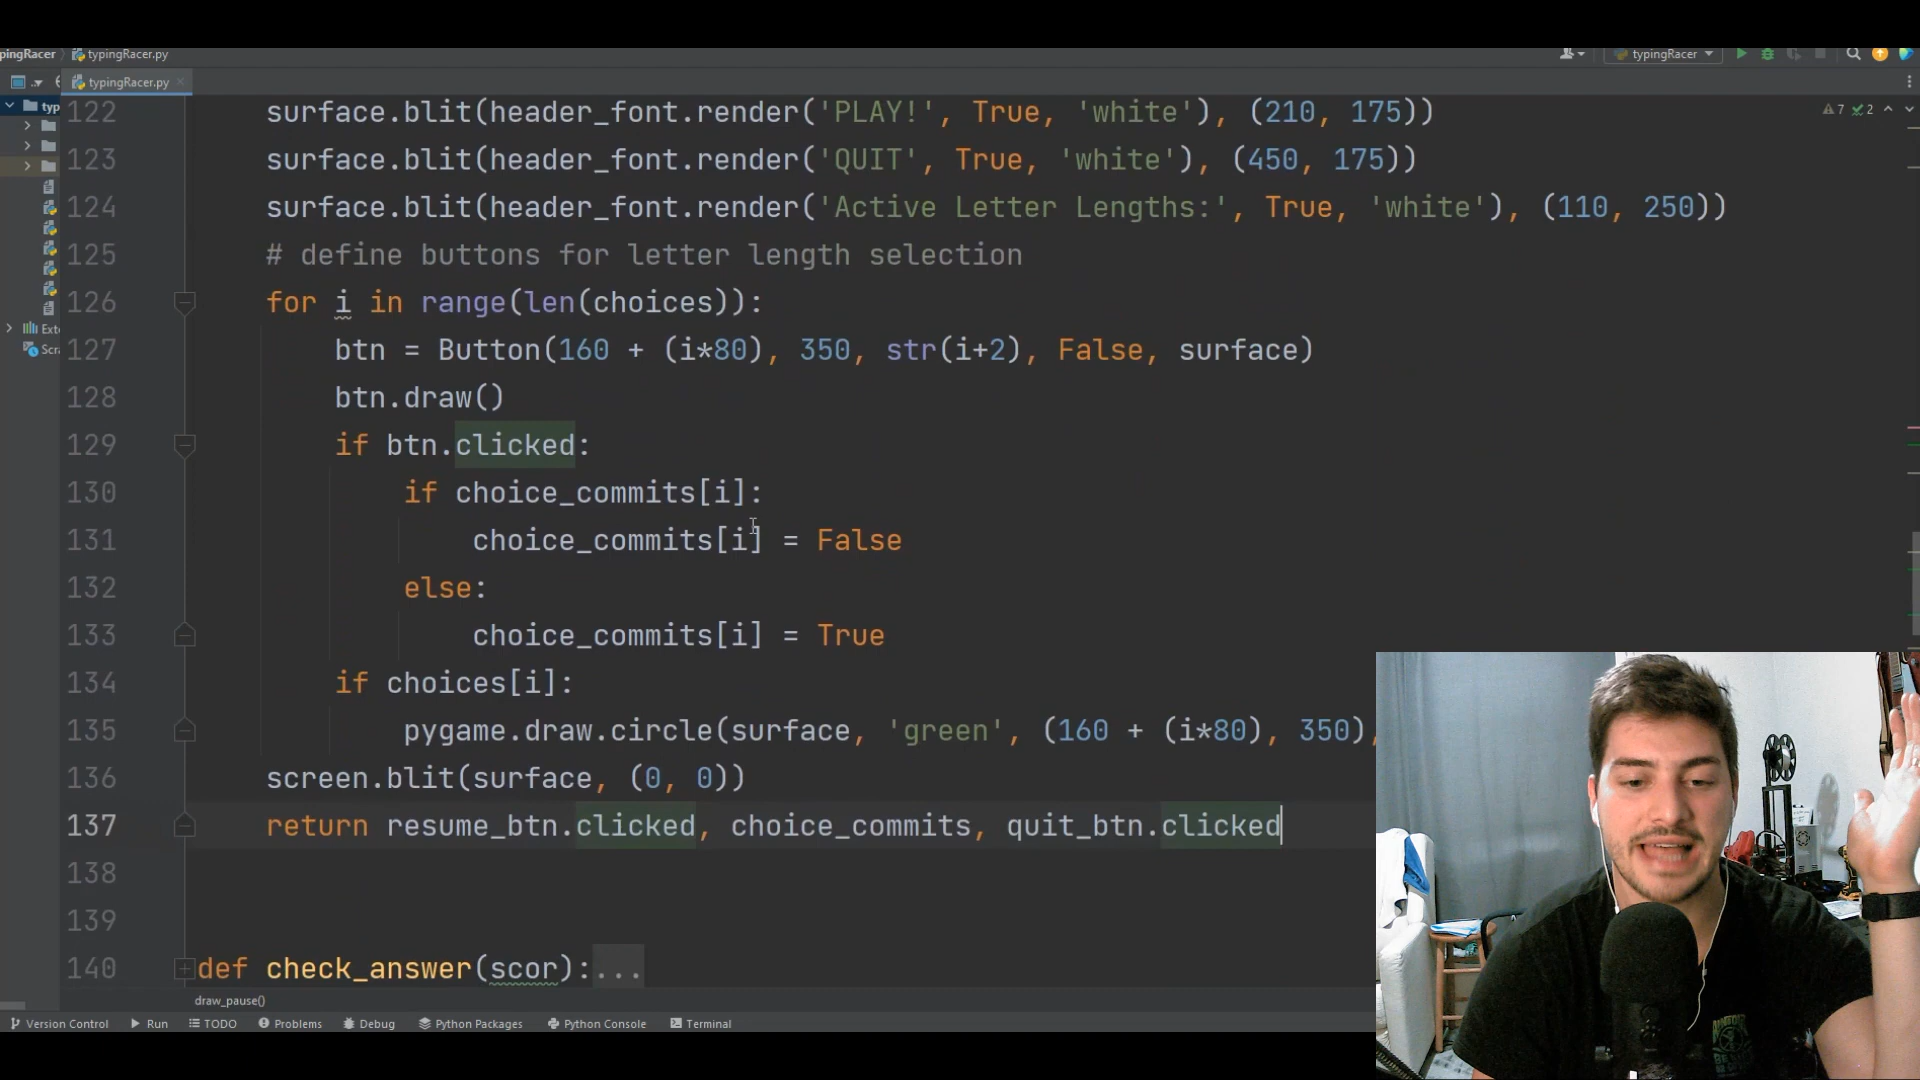 pingRacer
typingRacer.py
typingRacer
typingRacer.py
typ
7
2
122 surface.blit(header_font.render('PLAY!', True, 'white'), (210, 175))
123 surface.blit(header_font.render('QUIT', True, 'white'), (450, 175))
124 surface.blit(header_font.render('Active Letter Lengths:', True, 'white'), (110, 250))
125 # define buttons for letter length selection
126 for i in range(len(choices)):
127 btn = Button(160 + (i*80), 350, str(i+2), False, surface)
128 btn.draw()
129 if btn.clicked:
130 if choice_commits[i]:
131 choice_commits[i] = False
132 else:
133 choice_commits[i] = True
134 if choices[i]:
135 pygame.draw.circle(surface, 'green', (160 + (i*80), 350),
136 screen.blit(surface, (0, 0))
137 return resume_btn.clicked, choice_commits, quit_btn.clicked
138
139
140 def check_answer(scor):...
Exte
Scra
draw_pause()
Version Control Run TODO Problems Debug Python Packages Python Console Terminal